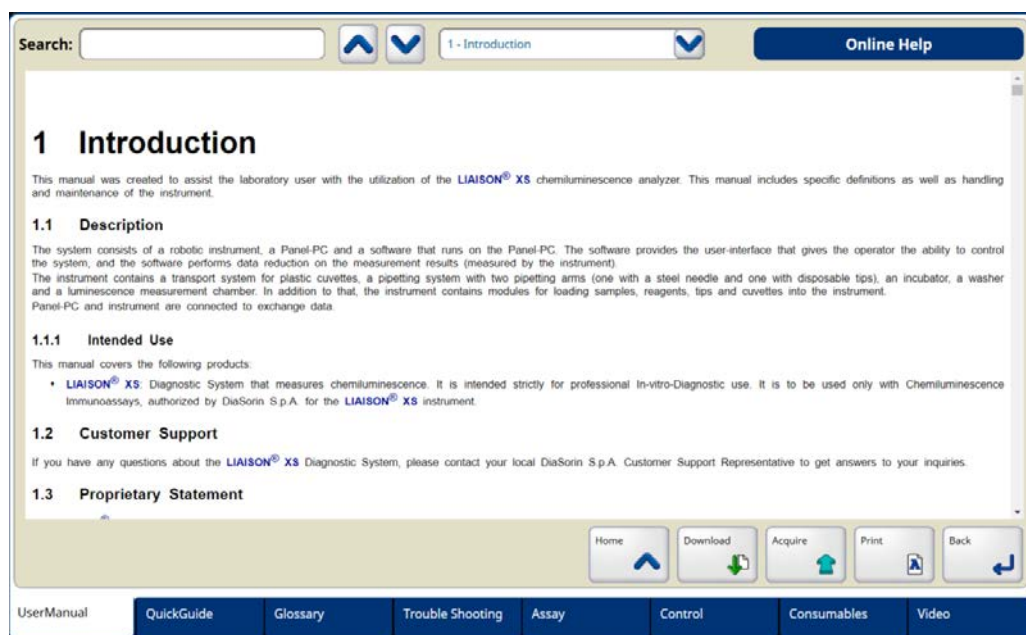 Search:
1 - Introduction
Online Help
1 Introduction
This manual was created to assist the laboratory user with the utilization of the LIAISON® XS chemiluminescence analyzer. This manual includes specific definitions as well as handling
and maintenance of the instrument.
1.1 Description
The system consists of a robotic instrument, a Panel-PC and a software that runs on the Panel-PC. The software provides the user-interface that gives the operator the ability to control
the system, and the software performs data reduction on the measurement results (measured by the instrument).
The instrument contains a transport system for plastic cuvettes, a pipetting system with two pipetting arms (one with a steel needle and one with disposable tips), an incubator, a washer
and a luminescence measurement chamber. In addition to that, the instrument contains modules for loading samples, reagents, tips and cuvettes into the instrument.
Panel-PC and instrument are connected to exchange data.
1.1.1 Intended Use
This manual covers the following products:
• LIAISON® XS: Diagnostic System that measures chemiluminescence. It is intended strictly for professional In-vitro-Diagnostic use. It is to be used only with Chemiluminescence
Immunoassays, authorized by DiaSorin S.p.A. for the LIAISON® XS instrument.
1.2 Customer Support
If you have any questions about the LIAISON® XS Diagnostic System, please contact your local DiaSorin S.p.A. Customer Support Representative to get answers to your inquiries.
1.3 Proprietary Statement
Home
Download
Acquire
Print
Back
UserManual
QuickGuide
Glossary
Trouble Shooting
Assay
Control
Consumables
Video